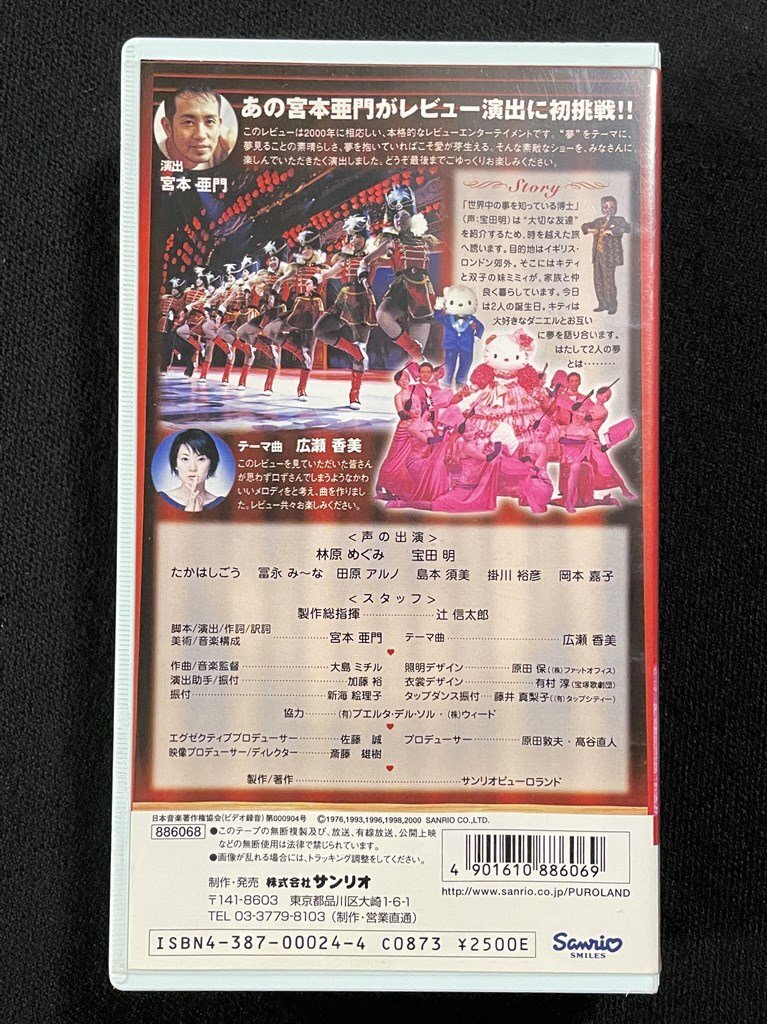 あの宮本亜門がレビュー演出に初挑戦!!
このレビューは2000年に相応しい、本格的なレビューエンターテイメントです。"夢"をテーマに、
夢見ることの素晴らしさ、夢を抱いていればこそ愛が芽生える。そんな素敵なショーを、みなさんに
楽しんでいただきたく演出しました。どうぞ最後までごゆっくりお楽しみください。
演出
宮本 亜門
Story
「世界中の事を知っている博士」
(声:宝田明)は"大切な友達"
を紹介するため、時を越えた旅
へ誘います。目的地はイギリス・
ロンドン郊外。そこにはキティ
と双子の妹ミミィが、家族と仲
良く暮らしています。今日
は2人の誕生日。キティは
大好きなダニエルとお互い
に夢を語り合います。
はたして2人の夢
とは‥‥‥‥
テーマ曲 広瀬 香美
このレビューを見ていただいた皆さん
が思わず口ずさんでしまうようなかわ
いいメロディをと考え、曲を作りまし
た。レビュー共々お楽しみください。
<声の出演>
林原 めぐみ 宝田 明
たかはしごう 冨永 み~な 田原 アルノ 島本 須美 掛川 裕彦 岡本 嘉子
<スタッフ>
製作総指揮‥‥‥‥‥‥辻 信太郎
脚本/演出/作詞/訳詞
美術/音楽構成‥‥‥‥宮本 亜門 テーマ曲‥‥‥‥‥‥広瀬 香美
作曲/音楽監督‥‥‥‥大島 ミチル 照明デザイン‥‥原田 保((株)ファットオフィス)
演出助手/振付‥‥‥‥加藤 裕 衣裳デザイン‥‥有村 淳(宝塚歌劇団)
振付‥‥‥‥‥‥新海 絵理子 タップダンス振付‥藤井 真梨子((有)タップシティー)
協力‥‥‥(有)プエルタ・デル・ソル・(株)ウィード
エグゼクティブプロデューサー‥‥‥佐藤 誠 プロデューサー‥‥‥原田敦夫・髙谷直人
映像プロデューサー/ディレクター‥‥斎藤 雄樹
製作/著作‥‥‥‥‥‥サンリオピューロランド
日本音楽著作権協会(ビデオ録音)第000904号 ©1976,1993,1996,1998,2000 SANRIO CO.,LTD.
886068 ●このテープの無断複製及び、放送、有線放送、公開上映
などの無断使用は法律で禁じられています。
●画像が乱れる場合には、トラッキング調整をしてください。
4 901610 886069
http://www.sanrio.co.jp/PUROLAND
制作・発売 株式会社サンリオ
〒141-8603 東京都品川区大崎1-6-1
TEL 03-3779-8103 (制作・営業直通)
ISBN4-387-00024-4 C0873 ¥2500E
Sanrio
SMILES